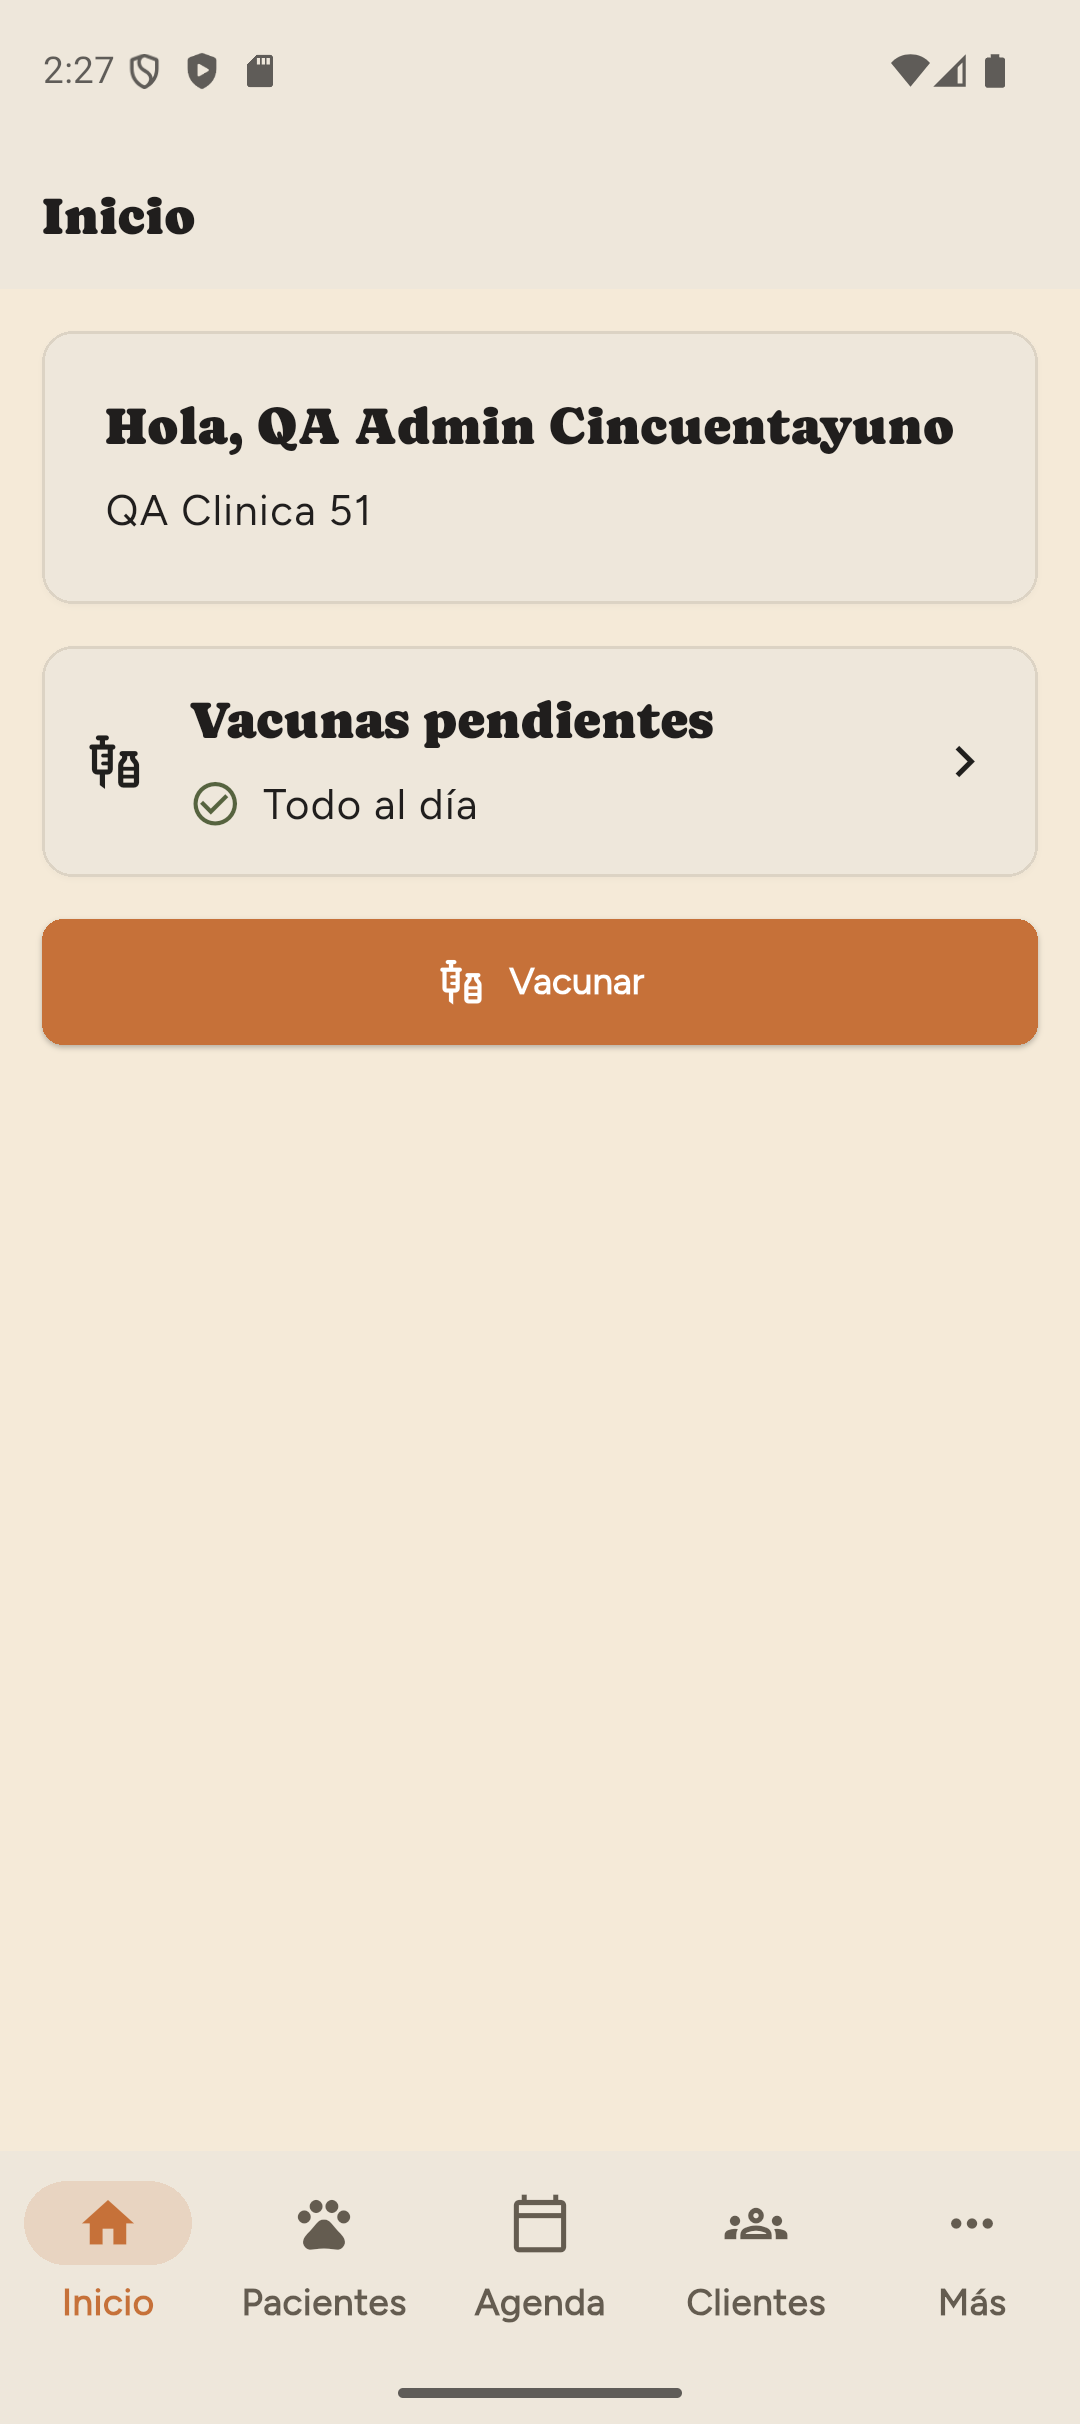 2:27
Inicio
Hola, QA Admin Cincuentayuno
QA Clinica 51
Vacunas pendientes
Todo al día
Vacunar
Inicio
Pacientes
Agenda
Clientes
Más